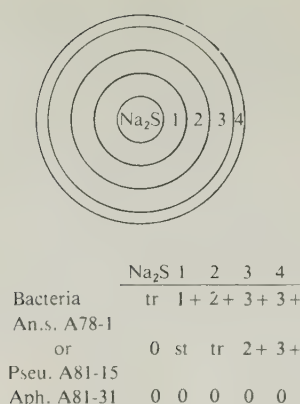 Na₂S 1 2 3 4
Na₂S 1 2 3 4
Bacteria tr 1+ 2+ 3+ 3+
An.s. A78-1
or 0 st tr 2+ 3+
Pseu. A81-15
Aph. A81-31 0 0 0 0 0